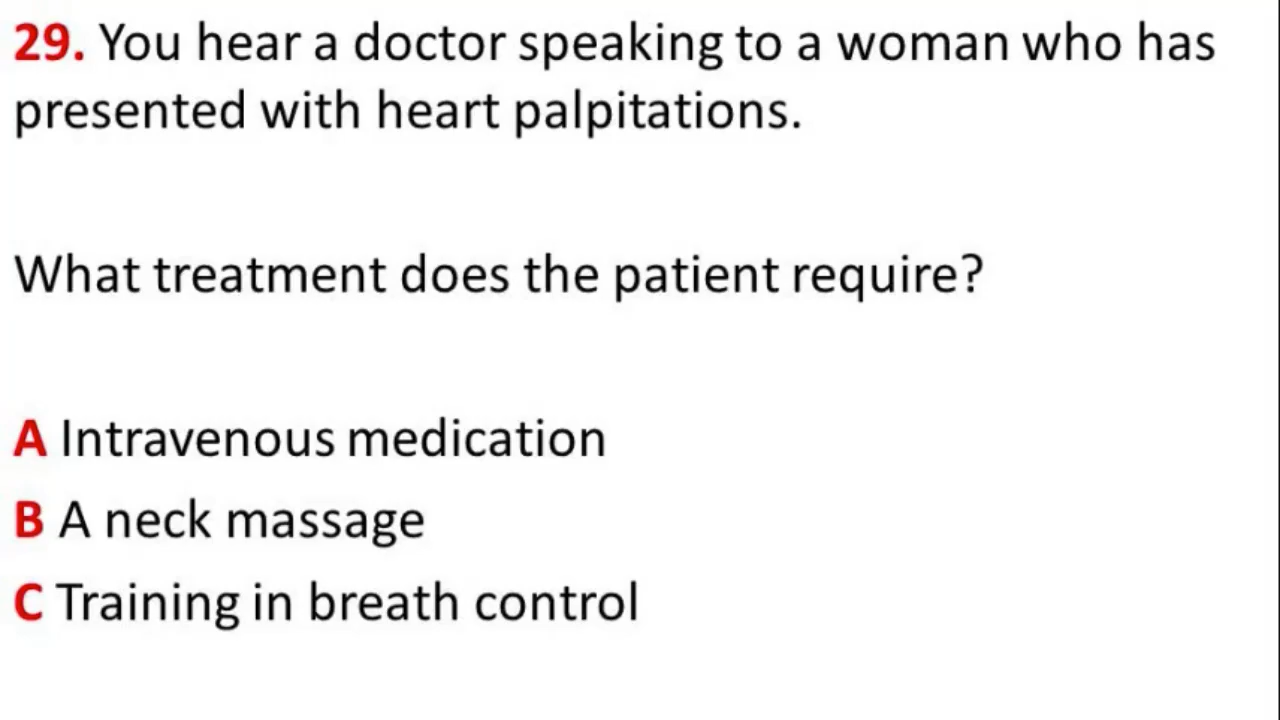 29. You hear a doctor speaking to a woman who has
presented with heart palpitations.
What treatment does the patient require?
A Intravenous medication
B A neck massage
C Training in breath control